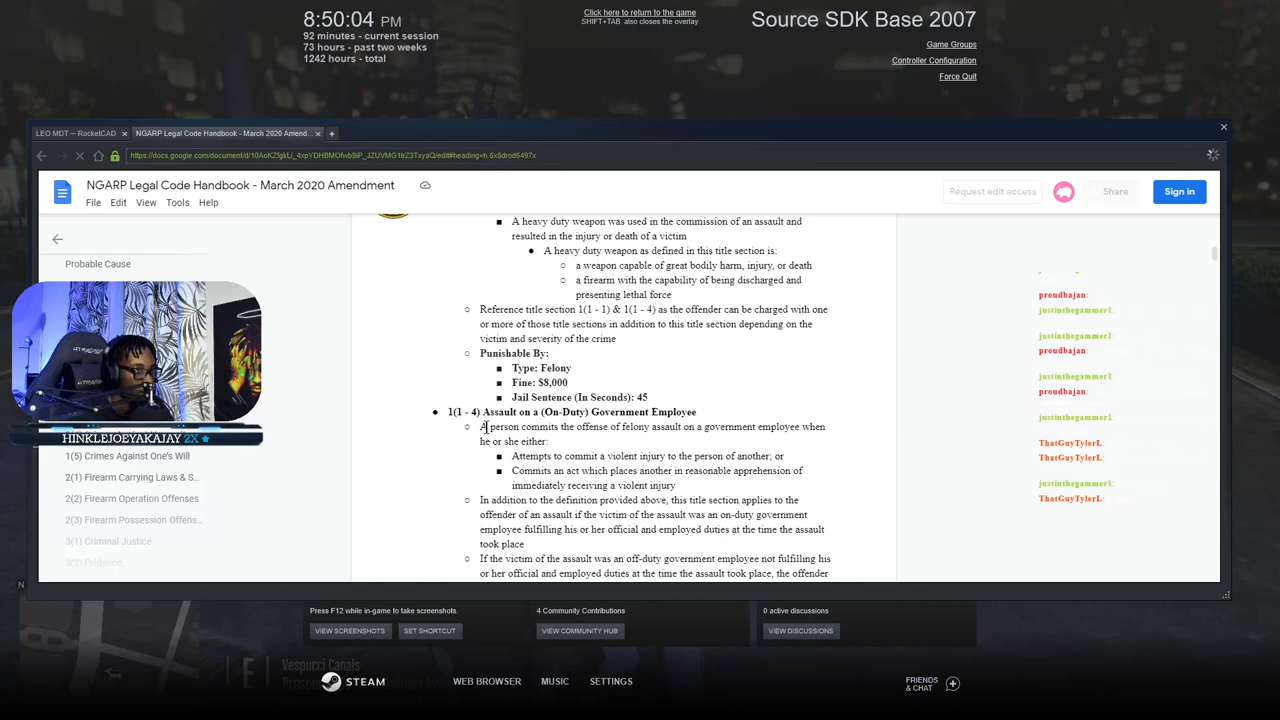 8:50:04 PM
92 minutes - current session
73 hours - past two weeks
1242 hours - total
Click here to return to the game
SHIFT+TAB also closes the overlay
Source SDK Base 2007
Game Groups
Controller Configuration
Force Quit
LEO MDT — RocketCAD
NGARP Legal Code Handbook - March 2020 Amend...
NGARP Legal Code Handbook - March 2020 Amendment
File Edit View Tools Help
Request edit access
Share
Sign in
Probable Cause
1(5) Crimes Against One's Will
2(1) Firearm Carrying Laws & S...
2(2) Firearm Operation Offenses
2(3) Firearm Possession Offens...
3(1) Criminal Justice
3(2) Evidence
A heavy duty weapon was used in the commission of an assault and
resulted in the injury or death of a victim
A heavy duty weapon as defined in this title section is:
a weapon capable of great bodily harm, injury, or death
a firearm with the capability of being discharged and
presenting lethal force
Reference title section 1(1 - 1) & 1(1 - 4) as the offender can be charged with one
or more of those title sections in addition to this title section depending on the
victim and severity of the crime
Punishable By:
Type: Felony
Fine: $8,000
Jail Sentence (In Seconds): 45
1(1 - 4) Assault on a (On-Duty) Government Employee
A person commits the offense of felony assault on a government employee when
he or she either:
Attempts to commit a violent injury to the person of another; or
Commits an act which places another in reasonable apprehension of
immediately receiving a violent injury
In addition to the definition provided above, this title section applies to the
offender of an assault if the victim of the assault was an on-duty government
employee fulfilling his or her official and employed duties at the time the assault
took place
If the victim of the assault was an off-duty government employee not fulfilling his
or her official and employed duties at the time the assault took place, the offender
proudbajan:
justinthegammer1:
justinthegammer1:
proudbajan:
justinthegammer1:
proudbajan:
justinthegammer1:
ThatGuyTylerL:
ThatGuyTylerL:
justinthegammer1:
ThatGuyTylerL:
HINKLEJOEYAKAJAY 2X
Press F12 while in-game to take screenshots.
VIEW SCREENSHOTS
SET SHORTCUT
4 Community Contributions
VIEW COMMUNITY HUB
0 active discussions
VIEW DISCUSSIONS
E
Vespucci Canals
STEAM
WEB BROWSER
MUSIC
SETTINGS
FRIENDS
& CHAT